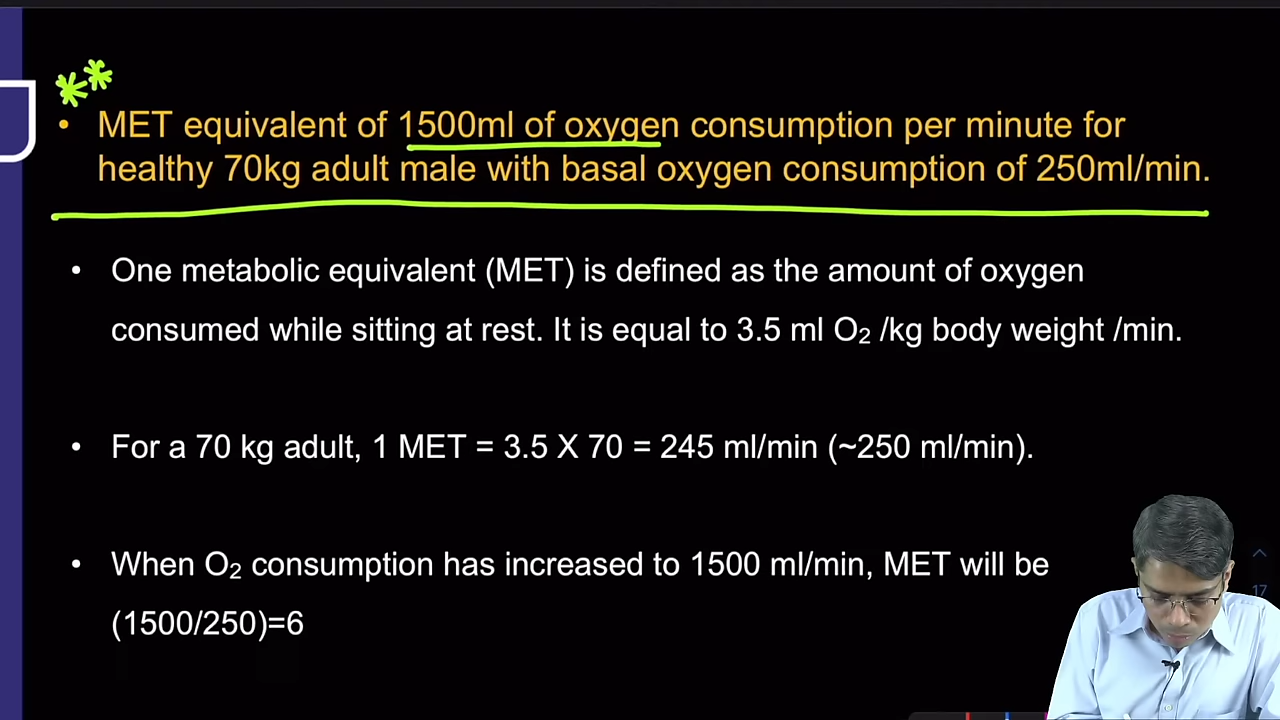 **
• MET equivalent of 1500ml of oxygen consumption per minute for
healthy 70kg adult male with basal oxygen consumption of 250ml/min.
• One metabolic equivalent (MET) is defined as the amount of oxygen
consumed while sitting at rest. It is equal to 3.5 ml O₂ /kg body weight /min.
• For a 70 kg adult, 1 MET = 3.5 X 70 = 245 ml/min (~250 ml/min).
• When O₂ consumption has increased to 1500 ml/min, MET will be
(1500/250)=6
17